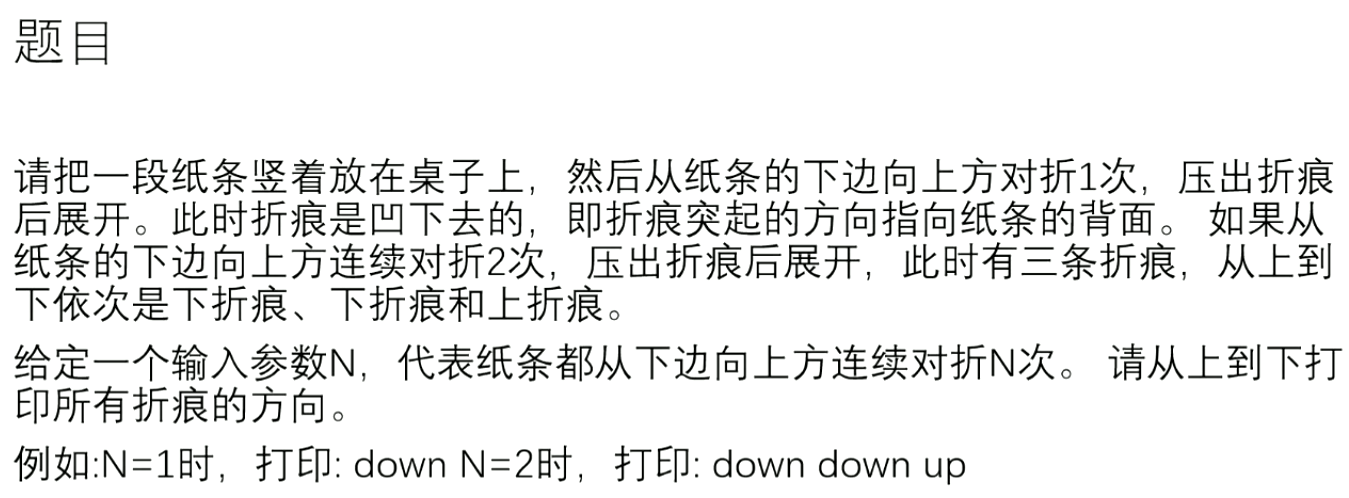 题目
请把一段纸条竖着放在桌子上，然后从纸条的下边向上方对折1次，压出折痕
后展开。此时折痕是凹下去的，即折痕突起的方向指向纸条的背面。 如果从
纸条的下边向上方连续对折2次，压出折痕后展开，此时有三条折痕，从上到
下依次是下折痕、下折痕和上折痕。
给定一个输入参数N，代表纸条都从下边向上方连续对折N次。 请从上到下打
印所有折痕的方向。
例如:N=1时，打印: down N=2时，打印: down down up